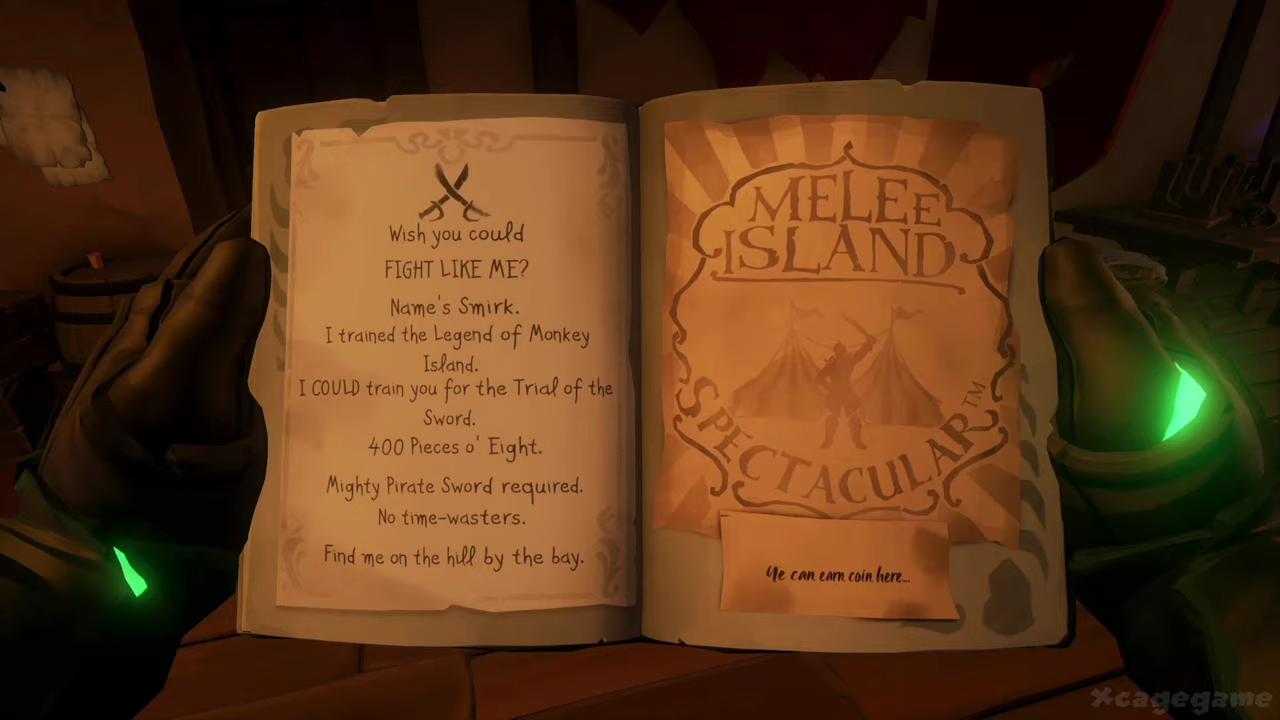 Wish you could
FIGHT LIKE ME?
Name's Smirk.
I trained the Legend of Monkey
Island.
I COULD train you for the Trial of the
Sword.
400 Pieces o' Eight.
Mighty Pirate Sword required.
No time-wasters.
Find me on the hill by the bay.
MELEE
ISLAND
SPECTACULAR™
Ye can earn coin here...
Xcagegame